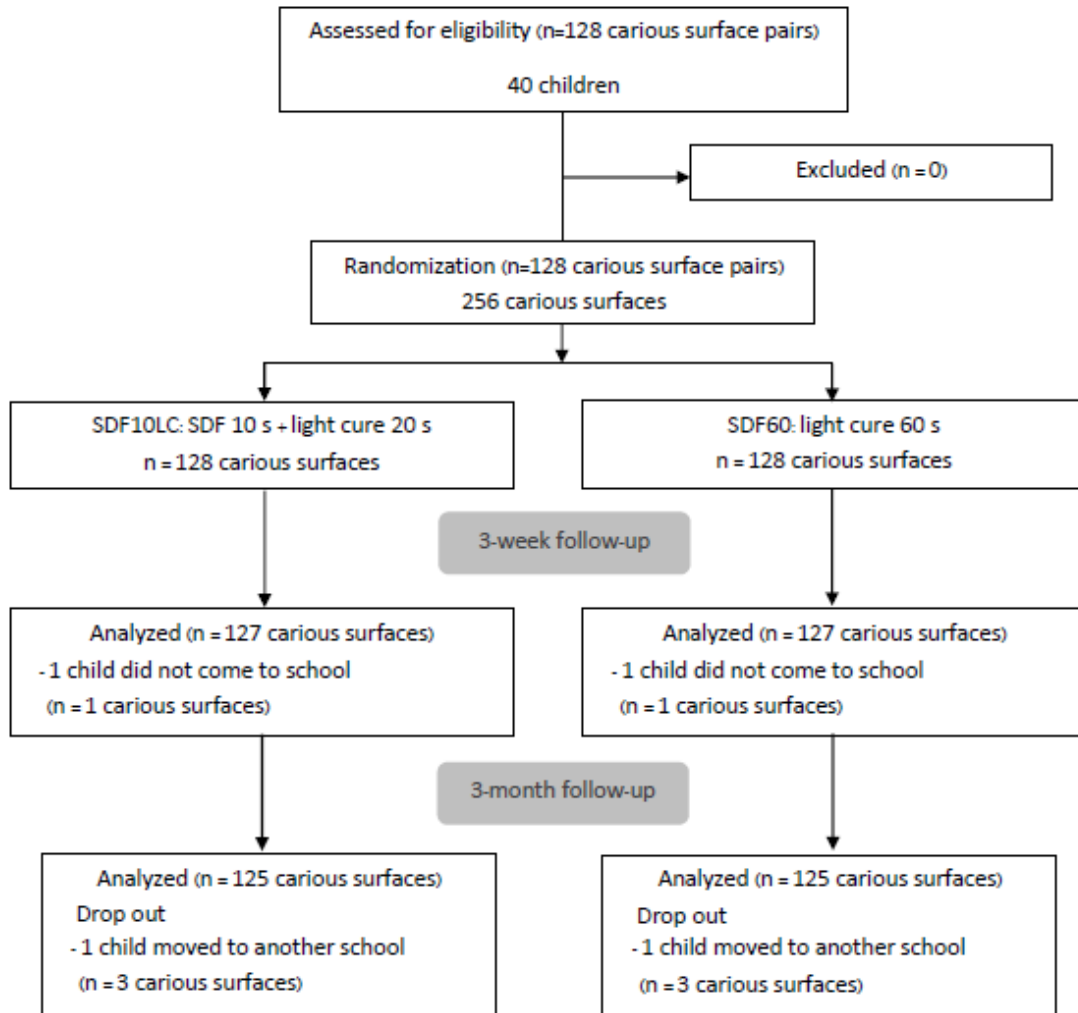 Assessed for eligibility (n=128 carious surface pairs)
40 children
Excluded (n = 0)
Randomization (n=128 carious surface pairs)
256 carious surfaces
SDF10LC: SDF 10 s + light cure 20 s
n = 128 carious surfaces
SDF60: light cure 60 s
n = 128 carious surfaces
3-week follow-up
Analyzed (n = 127 carious surfaces)
- 1 child did not come to school
(n = 1 carious surfaces)
Analyzed (n = 127 carious surfaces)
- 1 child did not come to school
(n = 1 carious surfaces)
3-month follow-up
Analyzed (n = 125 carious surfaces)
Drop out
- 1 child moved to another school
(n = 3 carious surfaces)
Analyzed (n = 125 carious surfaces)
Drop out
- 1 child moved to another school
(n = 3 carious surfaces)